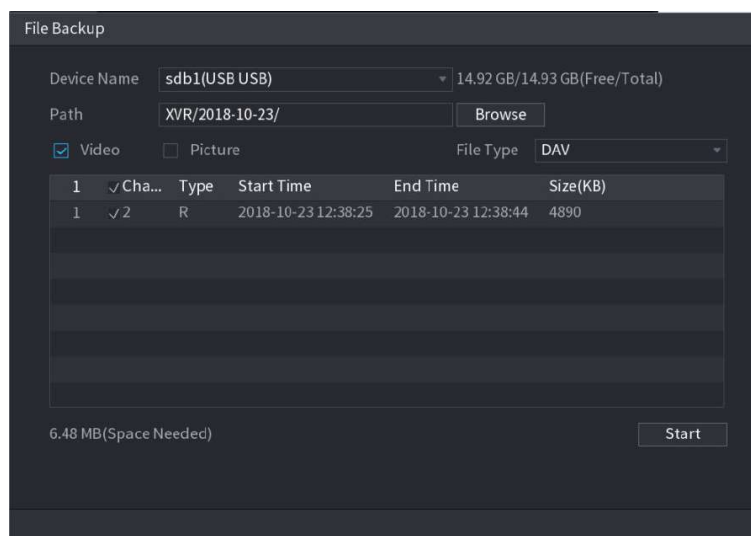 File Backup
Device Name sdb1(USB USB) 14.92 GB/14.93 GB(Free/Total)
Path XVR/2018-10-23/ Browse
Video Picture File Type DAV
1 Cha... Type Start Time End Time Size(KB)
1 2 R 2018-10-23 12:38:25 2018-10-23 12:38:44 4890
6.48 MB(Space Needed) Start